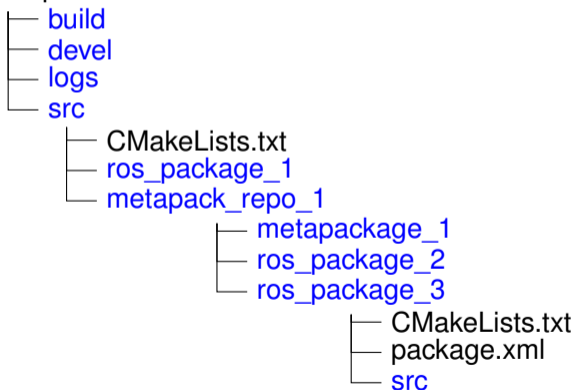 build
devel
logs
src
CMakeLists.txt
ros_package_1
metapack_repo_1
metapackage_1
ros_package_2
ros_package_3
CMakeLists.txt
package.xml
src